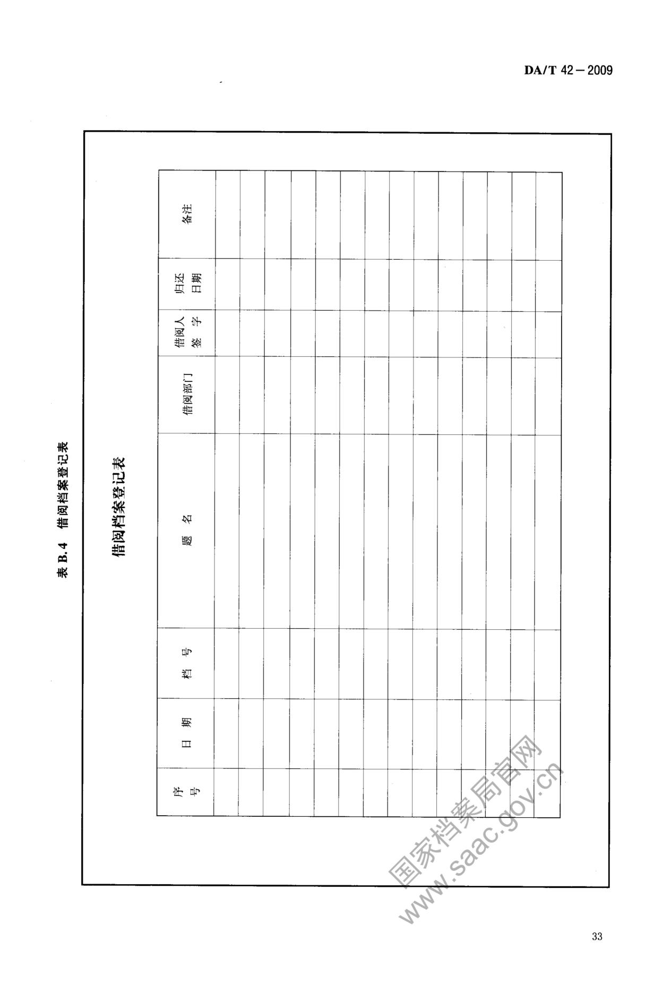 DA/T 42－2009
表 B.4 借阅档案登记表
借阅档案登记表
序号
日期
档号
题名
借阅部门
借阅人签字
归还日期
备注
国家档案局官网
www.saac.gov.cn
33